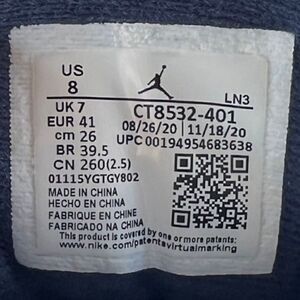 US
8
LN3
UK 7
CT8532-401
EUR 41
08/26/20 11/18/20
cm 26
UPC 00194954683638
BR 39.5
CN 260(2.5)
01115YGTGY802
MADE IN CHINA
HECHO EN CHINA
FABRIQUE EN CHINE
FABRICADO NA CHINA
This product is covered by one or more patents:
www.nike.com/patentsvirtualmarking